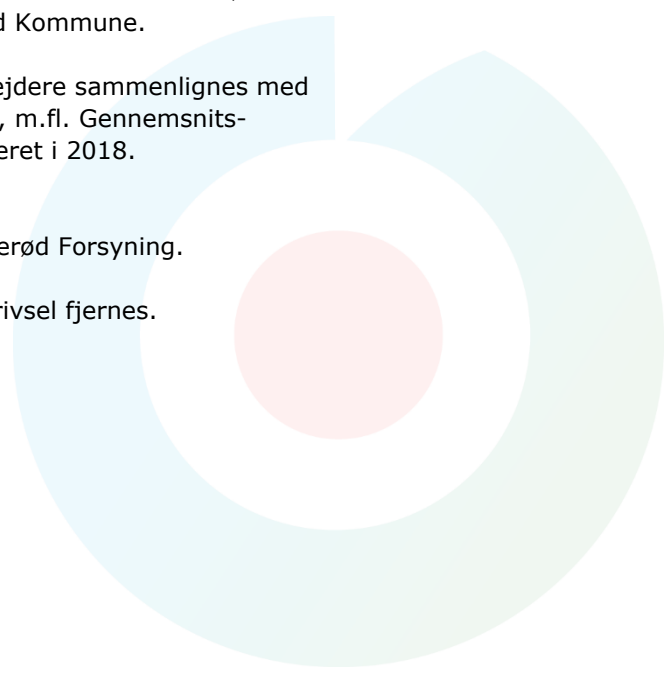 d Kommune.
ejdere sammenlignes med
, m.fl. Gennemsnits-
eret i 2018.
erød Forsyning.
rivsel fjernes.